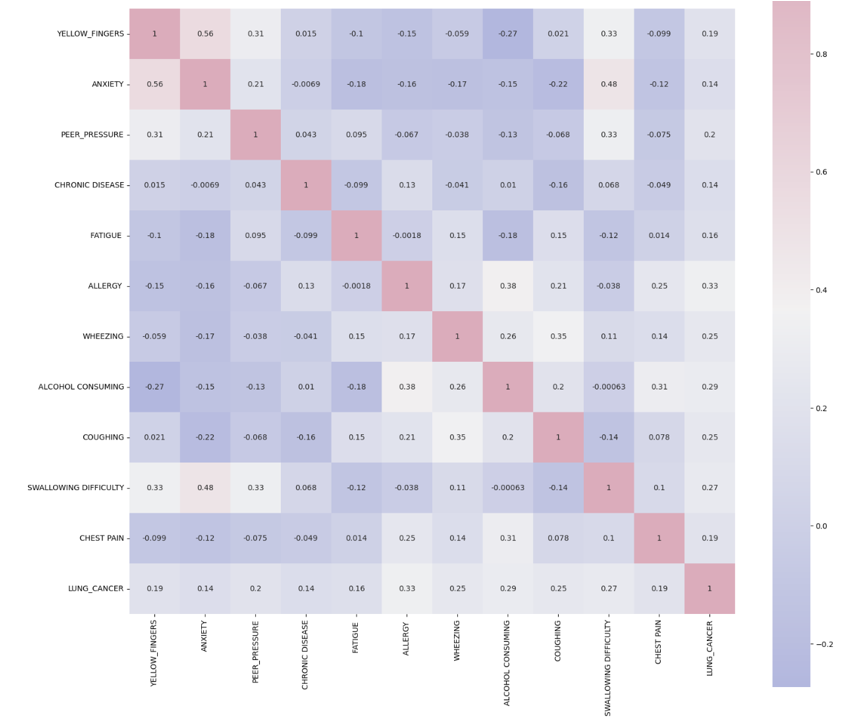 YELLOW_FINGERS 1 0.56 0.31 0.015 -0.1 -0.15 -0.059 -0.27 0.021 0.33 -0.099 0.19
ANXIETY 0.56 1 0.21 -0.0069 -0.18 -0.16 -0.17 -0.15 -0.22 0.48 -0.12 0.14
PEER_PRESSURE 0.31 0.21 1 0.043 0.095 -0.067 -0.038 -0.13 -0.068 0.33 -0.075 0.2
CHRONIC DISEASE 0.015 -0.0069 0.043 1 -0.099 0.13 -0.041 0.01 -0.16 0.068 -0.049 0.14
FATIGUE -0.1 -0.18 0.095 -0.099 1 -0.0018 0.15 -0.18 0.15 -0.12 0.014 0.16
ALLERGY -0.15 -0.16 -0.067 0.13 -0.0018 1 0.17 0.38 0.21 -0.038 0.25 0.33
WHEEZING -0.059 -0.17 -0.038 -0.041 0.15 0.17 1 0.26 0.35 0.11 0.14 0.25
ALCOHOL CONSUMING -0.27 -0.15 -0.13 0.01 -0.18 0.38 0.26 1 0.2 -0.00063 0.31 0.29
COUGHING 0.021 -0.22 -0.068 -0.16 0.15 0.21 0.35 0.2 1 -0.14 0.078 0.25
SWALLOWING DIFFICULTY 0.33 0.48 0.33 0.068 -0.12 -0.038 0.11 -0.00063 -0.14 1 0.1 0.27
CHEST PAIN -0.099 -0.12 -0.075 -0.049 0.014 0.25 0.14 0.31 0.078 0.1 1 0.19
LUNG_CANCER 0.19 0.14 0.2 0.14 0.16 0.33 0.25 0.29 0.25 0.27 0.19 1
YELLOW_FINGERS
ANXIETY
PEER_PRESSURE
CHRONIC DISEASE
FATIGUE
ALLERGY
WHEEZING
ALCOHOL CONSUMING
COUGHING
SWALLOWING DIFFICULTY
CHEST PAIN
LUNG_CANCER
0.8
0.6
0.4
0.2
0.0
−0.2